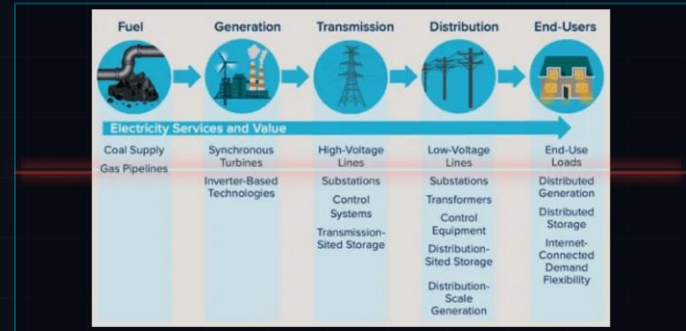 Fuel
Generation
Transmission
Distribution
End-Users
Electricity Services and Value
Coal Supply
Gas Pipelines
Synchronous
Turbines
Inverter-Based
Technologies
High-Voltage
Lines
Substations
Control
Systems
Transmission-
Sited Storage
Low-Voltage
Lines
Substations
Transformers
Control
Equipment
Distribution-
Sited Storage
Distribution-
Scale
Generation
End-Use
Loads
Distributed
Generation
Distributed
Storage
Internet-
Connected
Demand
Flexibility